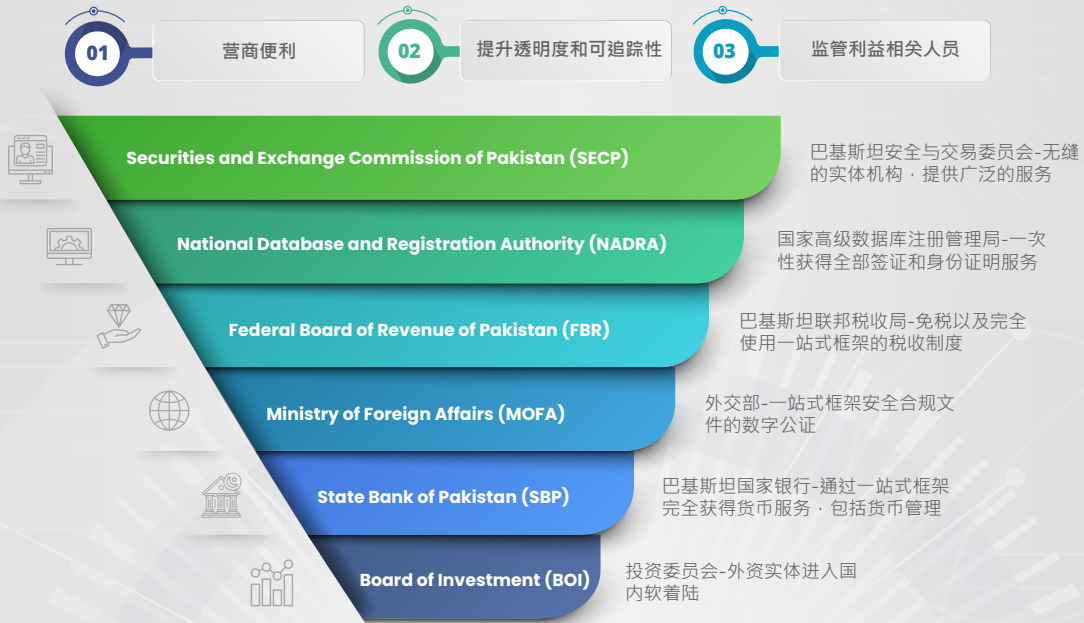 01
营商便利
02
提升透明度和可追踪性
03
监管利益相关人员
Securities and Exchange Commission of Pakistan (SECP)
巴基斯坦安全与交易委员会-无缝
的实体机构，提供广泛的服务
National Database and Registration Authority (NADRA)
国家高级数据库注册管理局-一次
性获得全部签证和身份证明服务
Federal Board of Revenue of Pakistan (FBR)
巴基斯坦联邦税收局-免税以及完全
使用一站式框架的税收制度
Ministry of Foreign Affairs (MOFA)
外交部-一站式框架安全合规文
件的数字公证
State Bank of Pakistan (SBP)
巴基斯坦国家银行-通过一站式框架
完全获得货币服务，包括货币管理
Board of Investment (BOI)
投资委员会-外资实体进入国
内软着陆